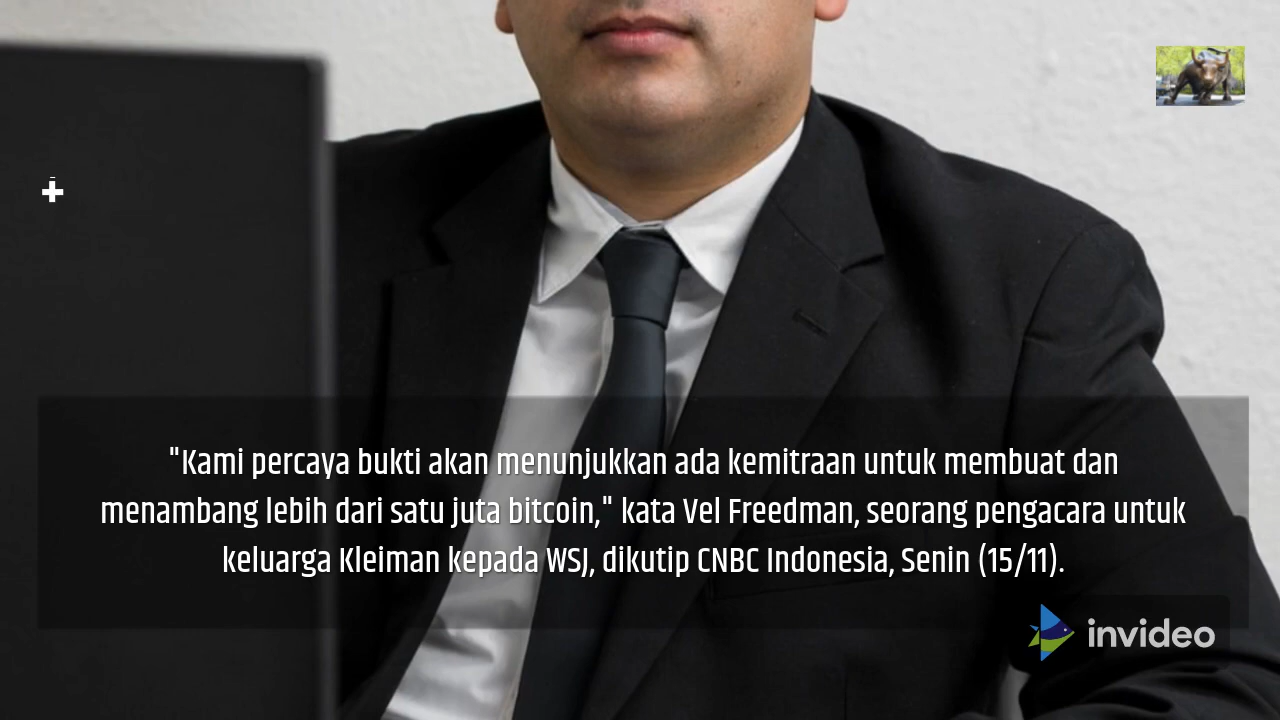 "Kami percaya bukti akan menunjukkan ada kemitraan untuk membuat dan
menambang lebih dari satu juta bitcoin," kata Vel Freedman, seorang pengacara untuk
keluarga Kleiman kepada WSJ, dikutip CNBC Indonesia, Senin (15/11).
invideo